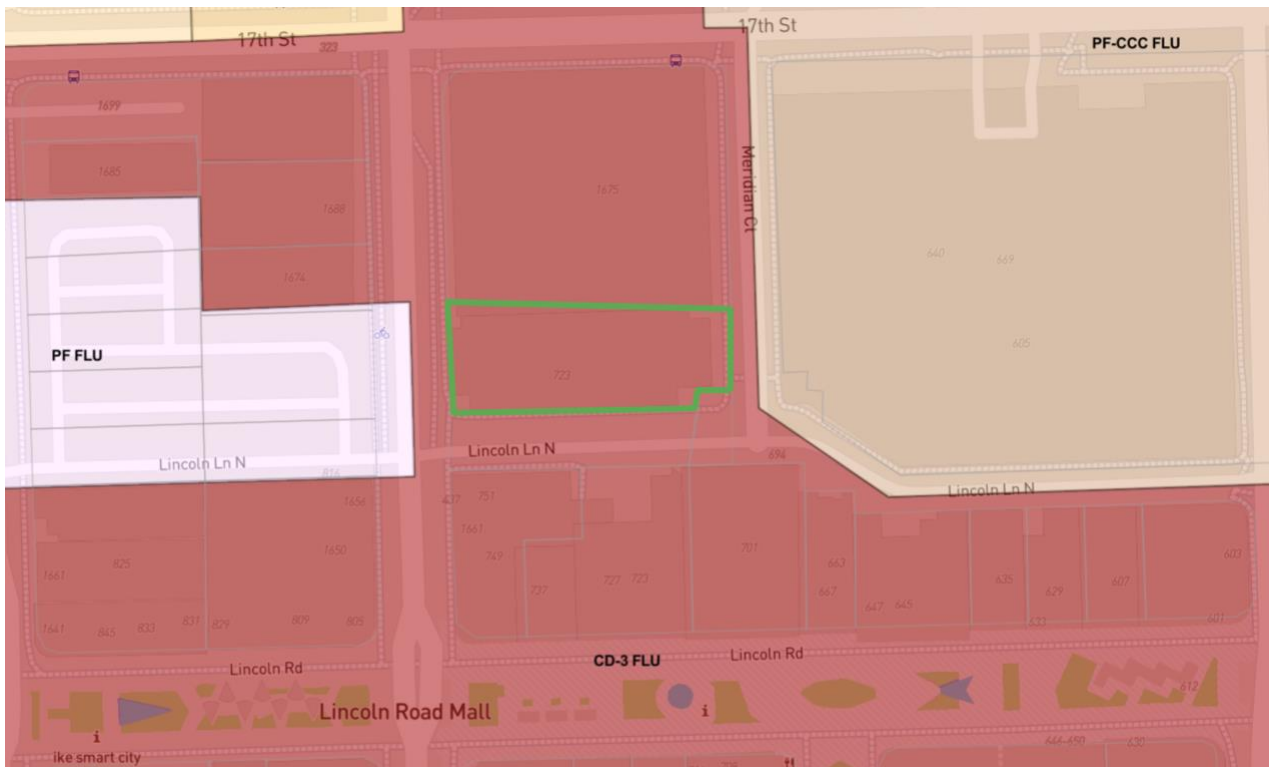 17th St
323
17th St
PF-CCC FLU
1699
1685
1688
1674
1675
Meridian Ct
640
669
605
PF FLU
723
Lincoln Ln N
816
Lincoln Ln N
694
Lincoln Ln N
1656
1650
825
1661
1641
845
833
831
829
809
805
437
751
1661
749
737
727
723
701
663
667
647
645
635
629
633
607
603
601
Lincoln Rd
CD-3 FLU
Lincoln Rd
Lincoln Road Mall
i
i
612
ike smart city
644-650
630